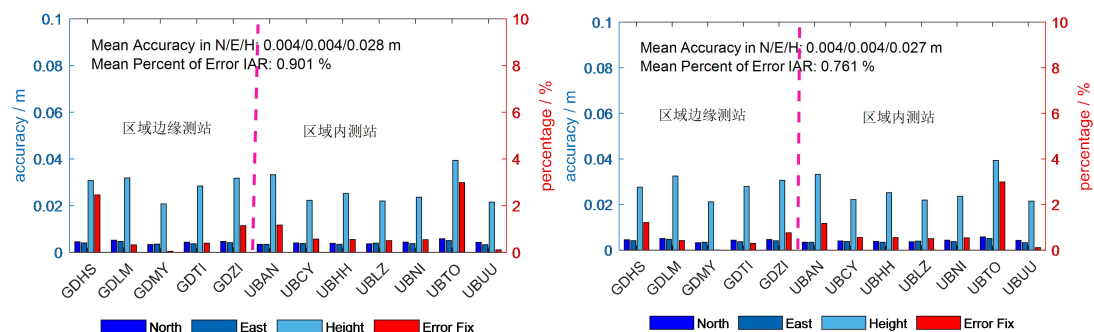 0.1
10
Mean Accuracy in N/E/H: 0.004/0.004/0.028 m
Mean Percent of Error IAR: 0.901 %
0.08
8
accuracy / m
0.06
6
percentage / %
区域边缘测站
区域内测站
0.04
4
0.02
2
0
0
GDHS
GDLM
GDMY
GDTI
GDZI
UBAN
UBCY
UBHH
UBLZ
UBNI
UBTO
UBUU
North
East
Height
Error Fix
0.1
10
Mean Accuracy in N/E/H: 0.004/0.004/0.027 m
Mean Percent of Error IAR: 0.761 %
0.08
8
accuracy / m
0.06
6
percentage / %
区域边缘测站
区域内测站
0.04
4
0.02
2
0
0
GDHS
GDLM
GDMY
GDTI
GDZI
UBAN
UBCY
UBHH
UBLZ
UBNI
UBTO
UBUU
North
East
Height
Error Fix